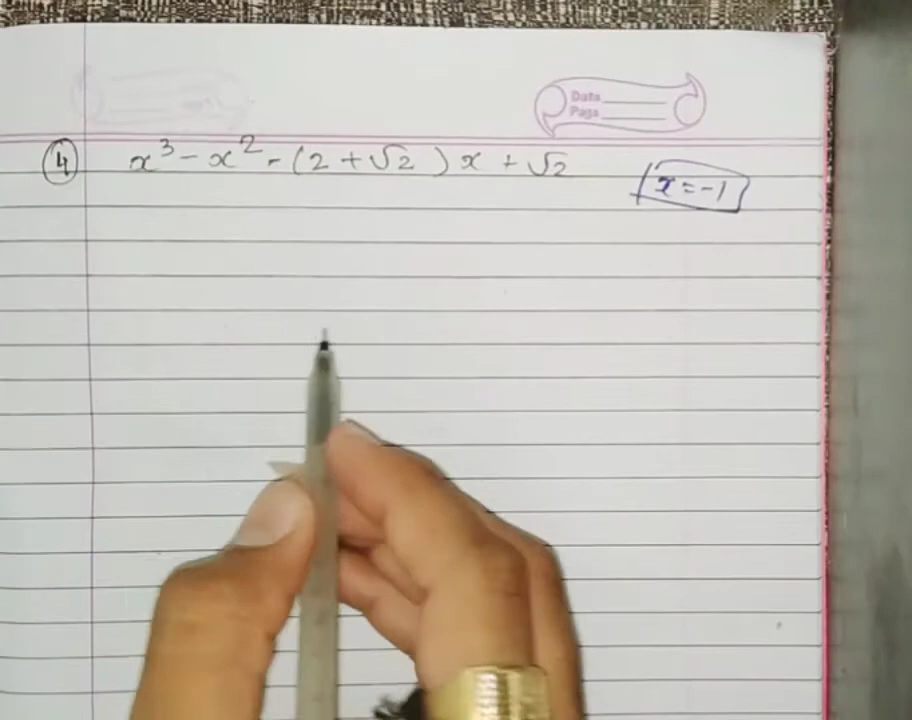 Date
Page
④ x³ - x² - (2 + √2) x + √2
x = -1